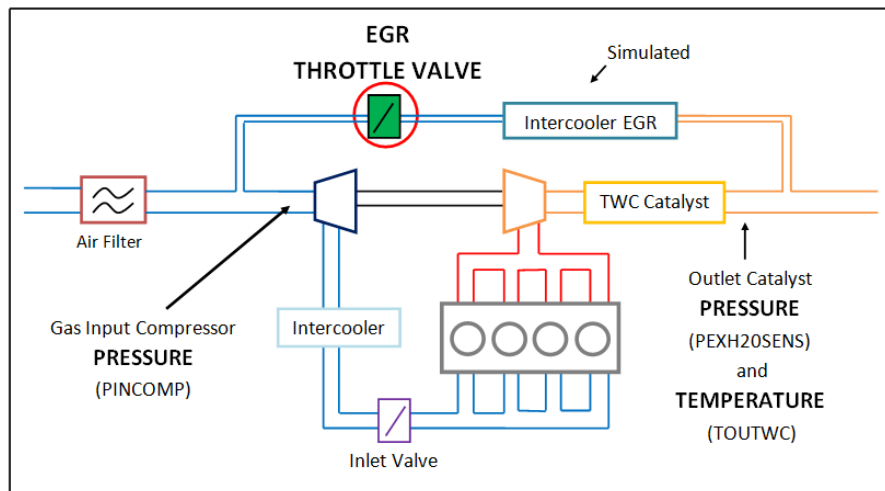 EGR
THROTTLE VALVE
Simulated
Intercooler EGR
TWC Catalyst
Air Filter
Gas Input Compressor
PRESSURE
(PINCOMP)
Intercooler
Inlet Valve
Outlet Catalyst
PRESSURE
(PEXH20SENS)
and
TEMPERATURE
(TOUTWC)